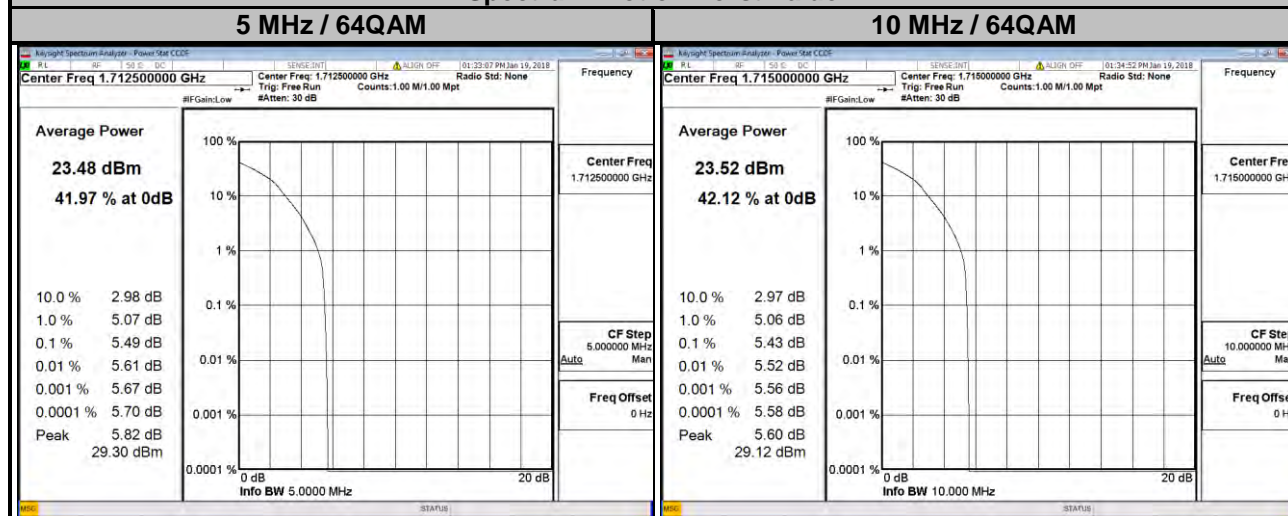 5 MHz / 64QAM
Keysight Spectrum Analyzer - Power Stat CCDF
RL RF 50 Ω DC SENSE:INT ALIGN OFF 01:33:07 PM Jan 19, 2018
Center Freq 1.712500000 GHz
Center Freq: 1.712500000 GHz Radio Std: None
Trig: Free Run Counts:1.00 M/1.00 Mpt
#IFGain:Low #Atten: 30 dB
Frequency
Average Power
23.48 dBm
41.97 % at 0dB
10.0 % 2.98 dB
1.0 % 5.07 dB
0.1 % 5.49 dB
0.01 % 5.61 dB
0.001 % 5.67 dB
0.0001 % 5.70 dB
Peak 5.82 dB
29.30 dBm
100 %
10 %
1 %
0.1 %
0.01 %
0.001 %
0.0001 %
0 dB 20 dB
Info BW 5.0000 MHz
Center Freq
1.712500000 GHz
CF Step
5.000000 MHz
Auto Man
Freq Offset
0 Hz
MSG STATUS
10 MHz / 64QAM
Keysight Spectrum Analyzer - Power Stat CCDF
RL RF 50 Ω DC SENSE:INT ALIGN OFF 01:34:52 PM Jan 19, 2018
Center Freq 1.715000000 GHz
Center Freq: 1.715000000 GHz Radio Std: None
Trig: Free Run Counts:1.00 M/1.00 Mpt
#IFGain:Low #Atten: 30 dB
Frequency
Average Power
23.52 dBm
42.12 % at 0dB
10.0 % 2.97 dB
1.0 % 5.06 dB
0.1 % 5.43 dB
0.01 % 5.52 dB
0.001 % 5.56 dB
0.0001 % 5.58 dB
Peak 5.60 dB
29.12 dBm
100 %
10 %
1 %
0.1 %
0.01 %
0.001 %
0.0001 %
0 dB 20 dB
Info BW 10.000 MHz
Center Fre
1.715000000 GH
CF Ste
10.000000 MH
Auto Ma
Freq Offse
0 H
MSG STATUS